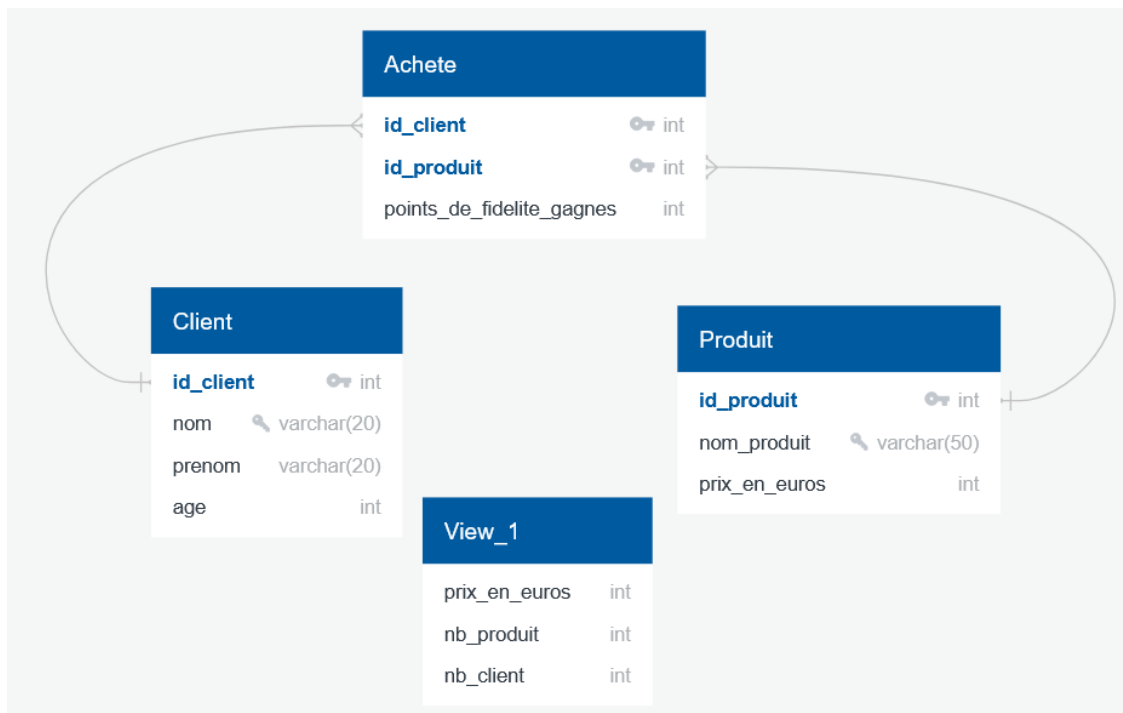 Achete
id_client int
id_produit int
points_de_fidelite_gagnes int
Client
id_client int
nom varchar(20)
prenom varchar(20)
age int
Produit
id_produit int
nom_produit varchar(50)
prix_en_euros int
View_1
prix_en_euros int
nb_produit int
nb_client int